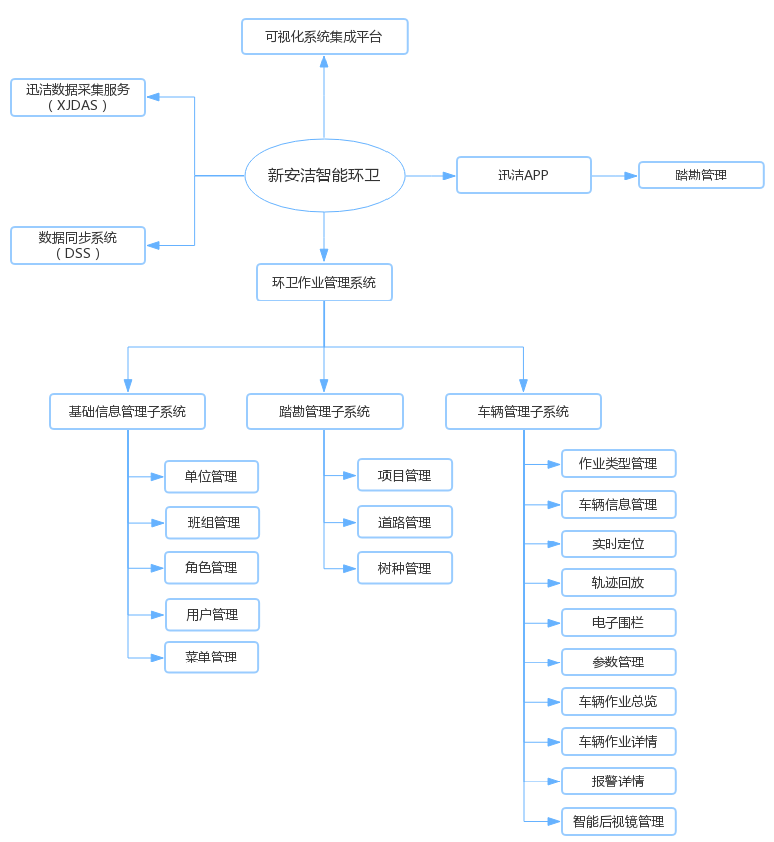 可视化系统集成平台
迅洁数据采集服务
（XJDAS）
新安洁智能环卫
迅洁APP
踏勘管理
数据同步系统
（DSS）
环卫作业管理系统
基础信息管理子系统
踏勘管理子系统
车辆管理子系统
单位管理
班组管理
角色管理
用户管理
菜单管理
项目管理
道路管理
树种管理
作业类型管理
车辆信息管理
实时定位
轨迹回放
电子围栏
参数管理
车辆作业总览
车辆作业详情
报警详情
智能后视镜管理